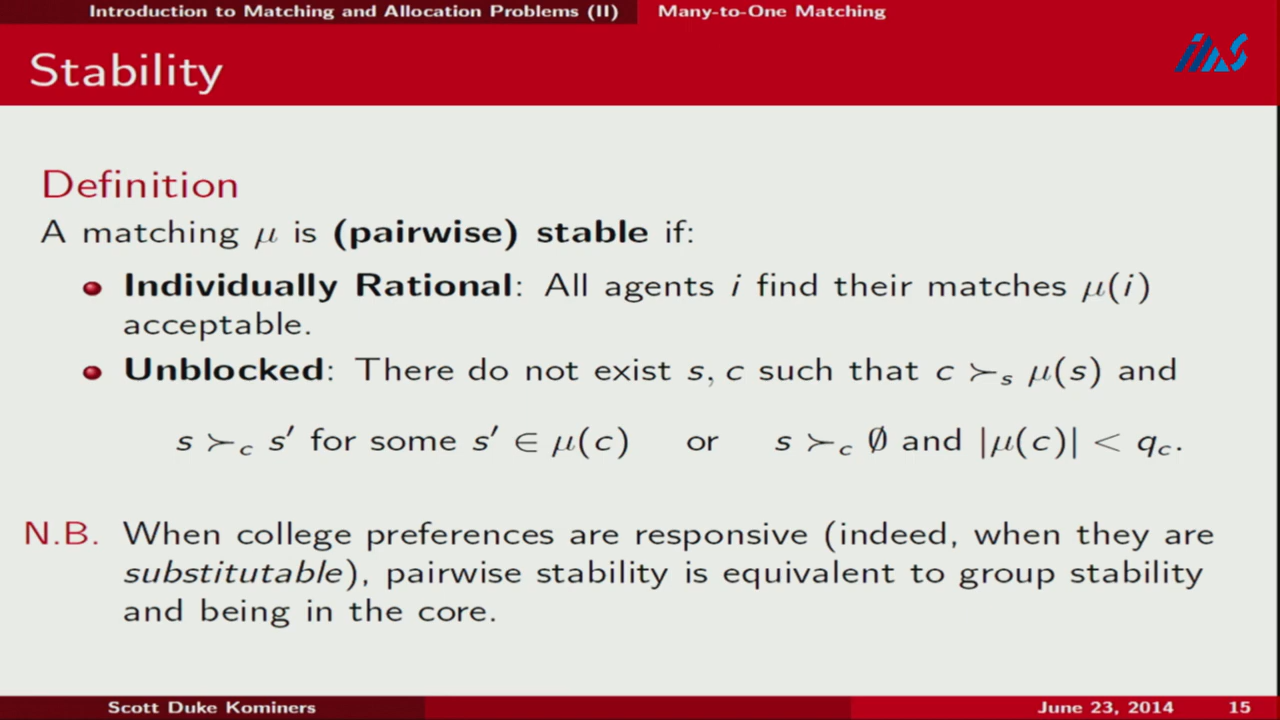 Introduction to Matching and Allocation Problems (II) Many-to-One Matching
Stability
ims
Definition
A matching μ is (pairwise) stable if:
Individually Rational: All agents i find their matches μ(i)
acceptable.
Unblocked: There do not exist s, c such that c ≻ₛ μ(s) and
s ≻_c s′ for some s′ ∈ μ(c) or s ≻_c ∅ and |μ(c)| < q_c.
N.B. When college preferences are responsive (indeed, when they are
substitutable), pairwise stability is equivalent to group stability
and being in the core.
Scott Duke Kominers June 23, 2014 15